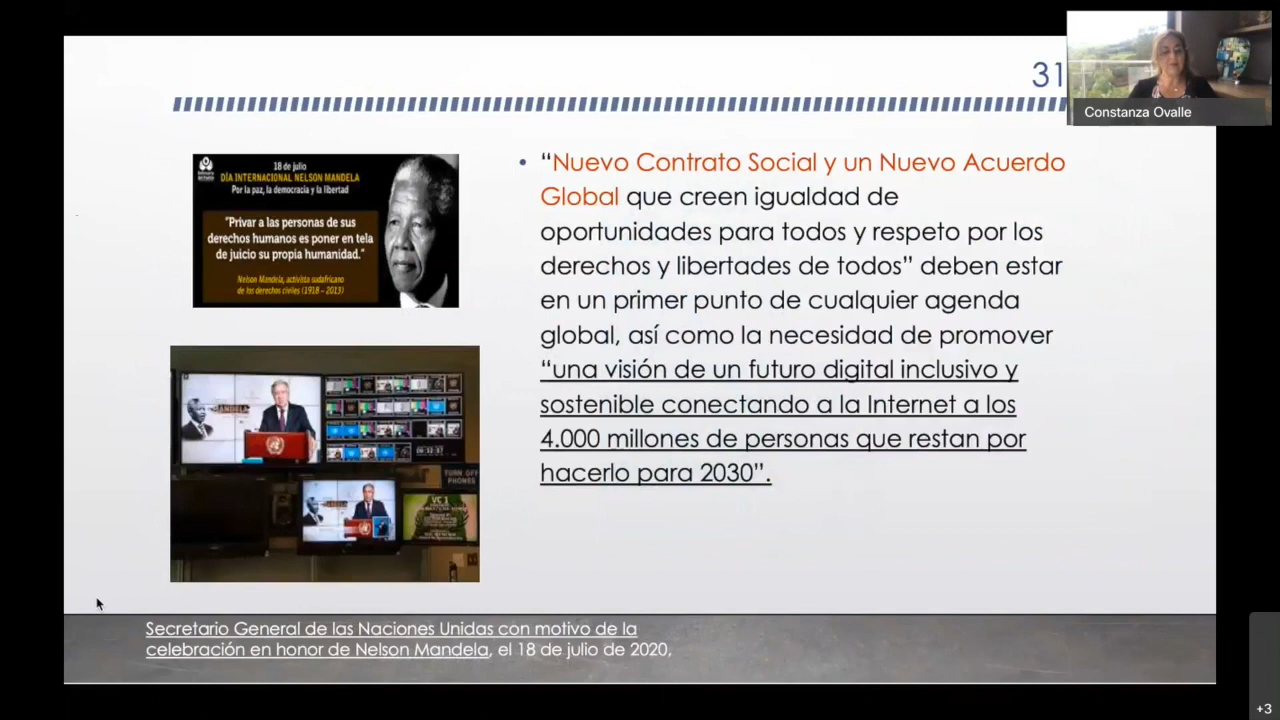 31
Constanza Ovalle
18 de julio
DÍA INTERNACIONAL NELSON MANDELA
Por la paz, la democracia y la libertad
"Privar a las personas de sus
derechos humanos es poner en tela
de juicio su propia humanidad."
Nelson Mandela, activista sudafricano
de los derechos civiles (1918 – 2013)
• “Nuevo Contrato Social y un Nuevo Acuerdo
Global que creen igualdad de
oportunidades para todos y respeto por los
derechos y libertades de todos” deben estar
en un primer punto de cualquier agenda
global, así como la necesidad de promover
“una visión de un futuro digital inclusivo y
sostenible conectando a la Internet a los
4.000 millones de personas que restan por
hacerlo para 2030”.
MANDELA
TURN OFF
PHONES
VC 1
Secretario General de las Naciones Unidas con motivo de la
celebración en honor de Nelson Mandela, el 18 de julio de 2020,
+3